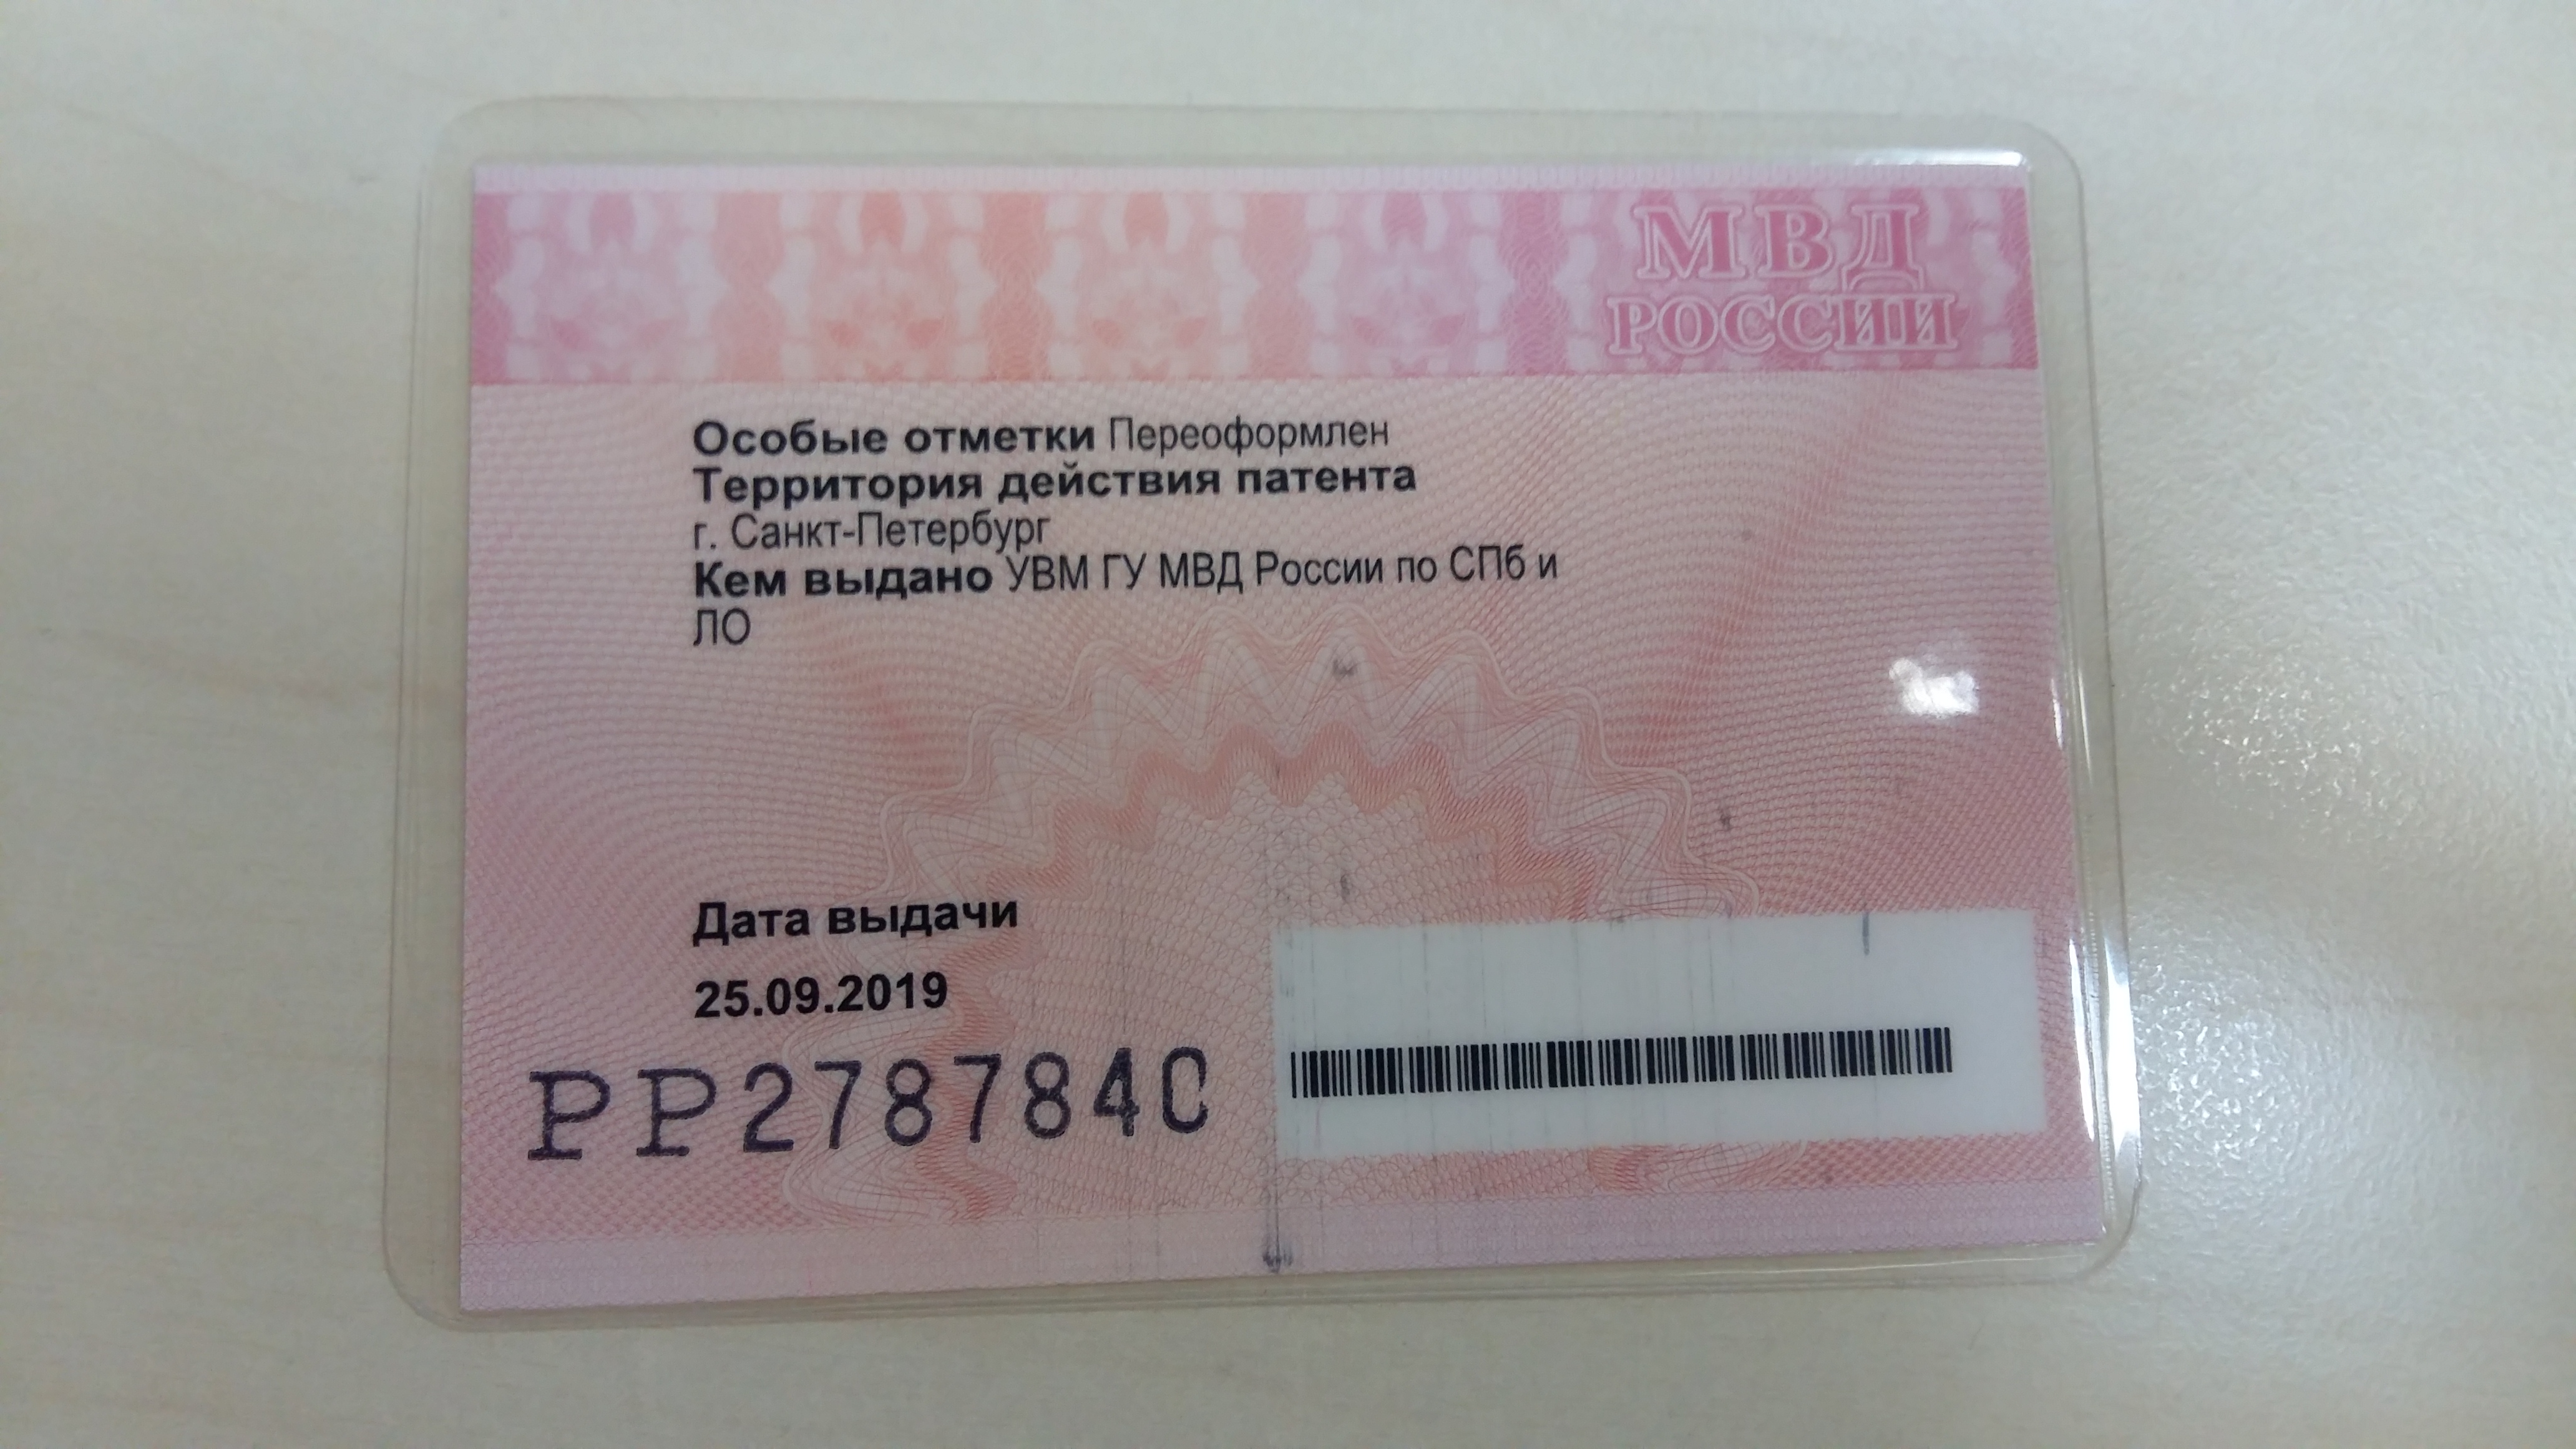 МВД
РОССИИ
Особые отметки Переоформлен
Территория действия патента
г. Санкт-Петербург
Кем выдано УВМ ГУ МВД России по СПб и
ЛО
Дата выдачи
25.09.2019
РР2787840